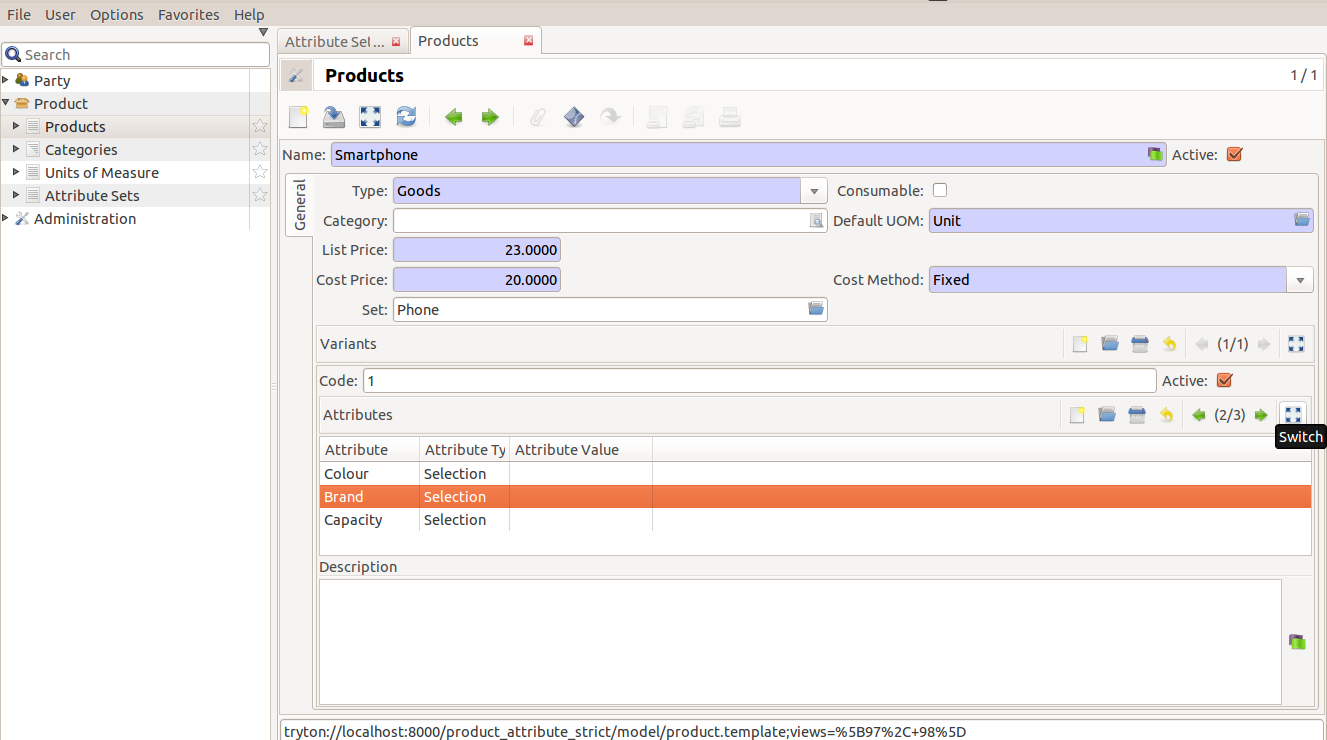 File User Options Favorites Help
Attribute Set... Products
Search
Products 1 / 1
Party
Product
Products
Categories
Units of Measure
Attribute Sets
Administration
Name: Smartphone Active:
General
Type: Goods Consumable:
Category: Default UOM: Unit
List Price: 23.0000
Cost Price: 20.0000 Cost Method: Fixed
Set: Phone
Variants (1/1)
Code: 1 Active:
Attributes (2/3)
Switch
Attribute Attribute Ty Attribute Value
Colour Selection
Brand Selection
Capacity Selection
Description
tryton://localhost:8000/product_attribute_strict/model/product.template;views=%5B97%2C+98%5D